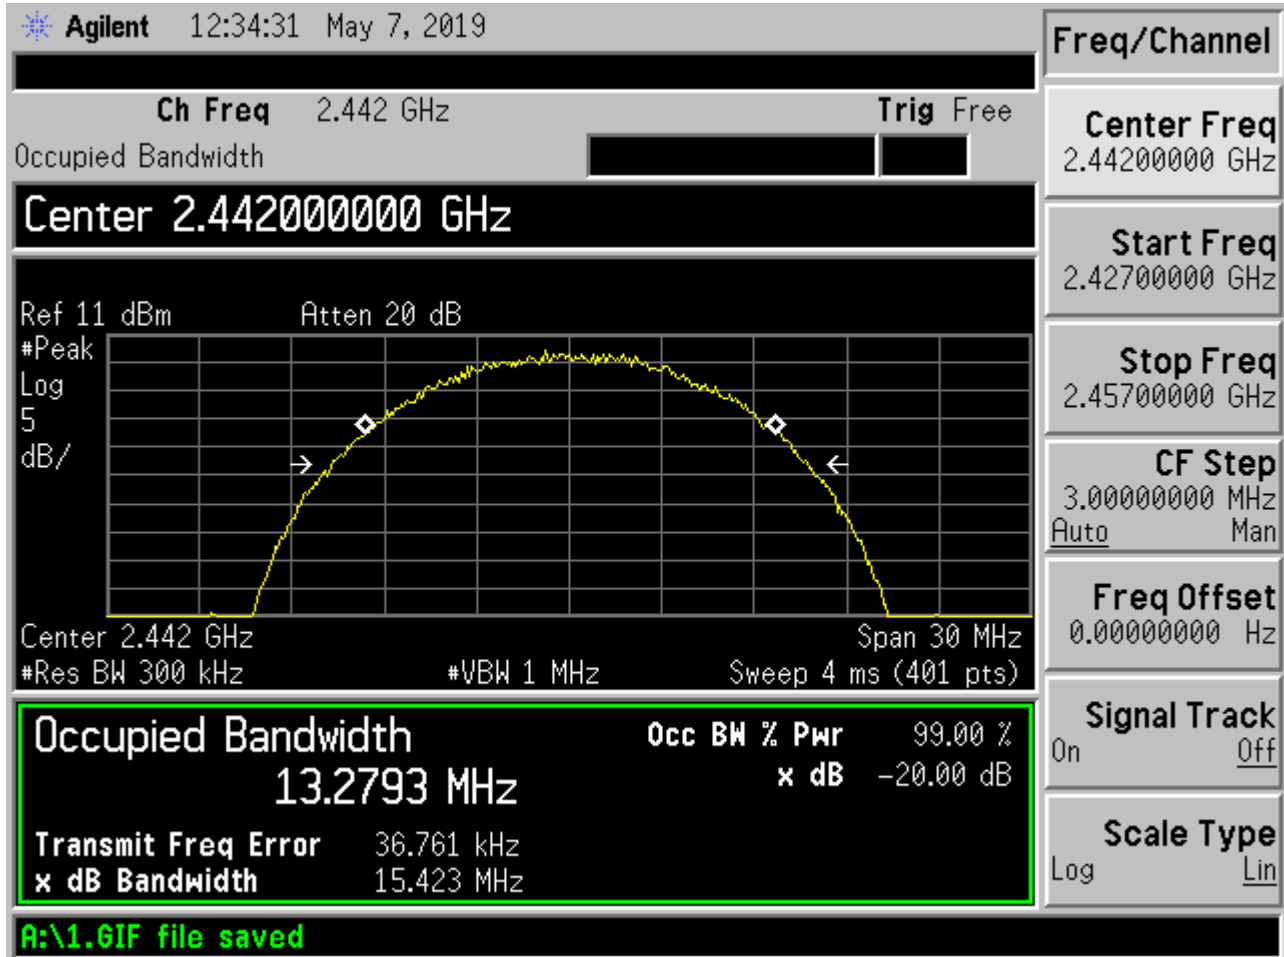 Agilent 12:34:31 May 7, 2019
Ch Freq 2.442 GHz Trig Free
Occupied Bandwidth
Center 2.442000000 GHz
Ref 11 dBm Atten 20 dB
#Peak
Log
5
dB/
Center 2.442 GHz Span 30 MHz
#Res BW 300 kHz #VBW 1 MHz Sweep 4 ms (401 pts)
Occupied Bandwidth
13.2793 MHz
Occ BW % Pwr 99.00 %
x dB -20.00 dB
Transmit Freq Error 36.761 kHz
x dB Bandwidth 15.423 MHz
A:\1.GIF file saved
Freq/Channel
Center Freq
2.44200000 GHz
Start Freq
2.42700000 GHz
Stop Freq
2.45700000 GHz
CF Step
3.00000000 MHz
Auto Man
Freq Offset
0.00000000 Hz
Signal Track
On Off
Scale Type
Log Lin